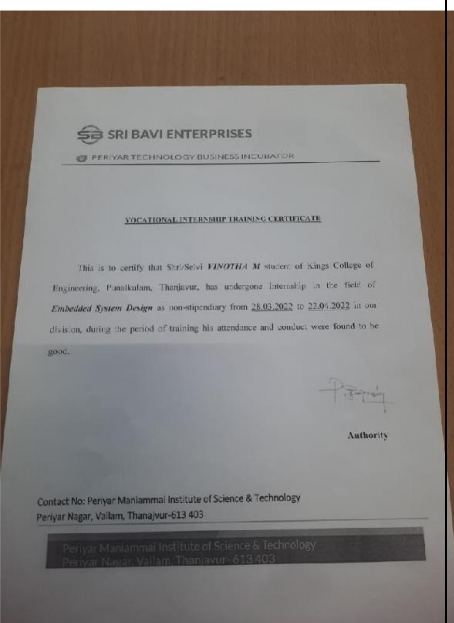 SB SRI BAVI ENTERPRISES
PERIYAR TECHNOLOGY BUSINESS INCUBATOR
VOCATIONAL INTERNSHIP TRAINING CERTIFICATE
This is to certify that Shri/Selvi VINOTHA M student of Kings College of
Engineering, Punalkulam, Thanjavur, has undergone Internship in the field of
Embedded System Design as non-stipendiary from 28.03.2022 to 22.04.2022 in our
division, during the period of training his attendance and conduct were found to be
good.
Authority
Contact No: Periyar Maniammai Institute of Science & Technology
Periyar Nagar, Vallam, Thanajvur-613 403
Periyar Maniammai Institute of Science & Technology
Periyar Nagar, Vallam, Thanjavur- 613 403